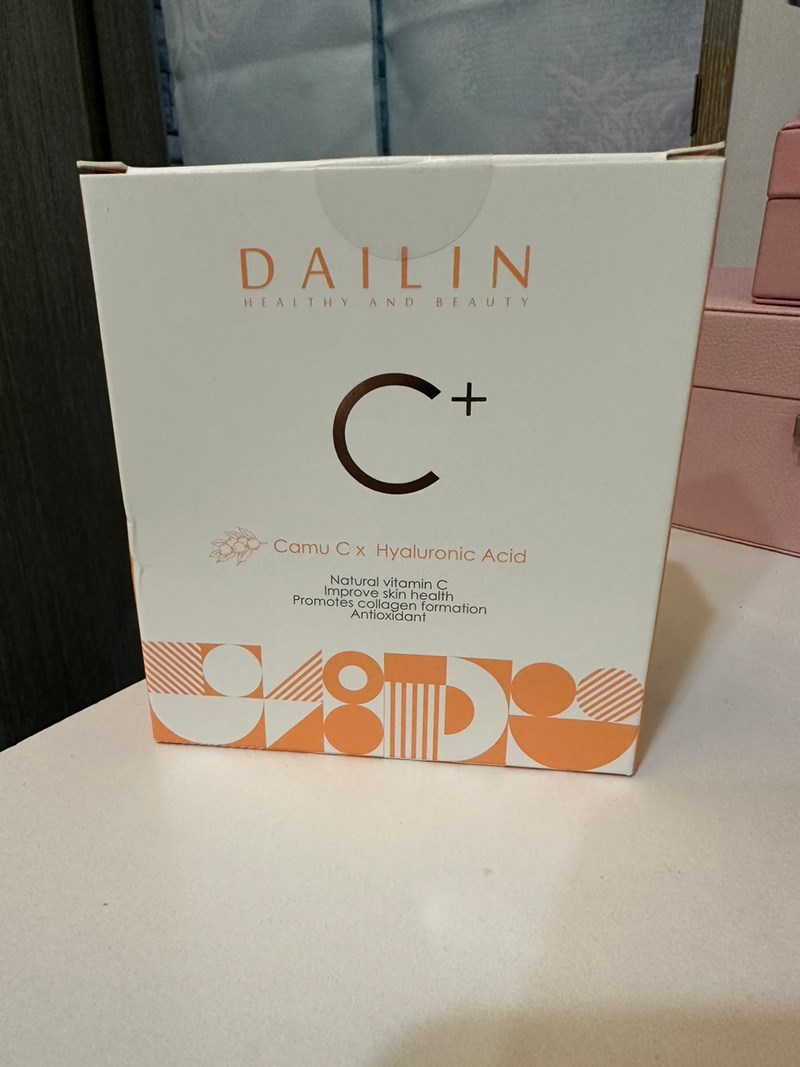 DAILIN
HEALTHY AND BEAUTY
C+
Camu C x Hyaluronic Acid
Natural vitamin C
Improve skin health
Promotes collagen formation
Antioxidant